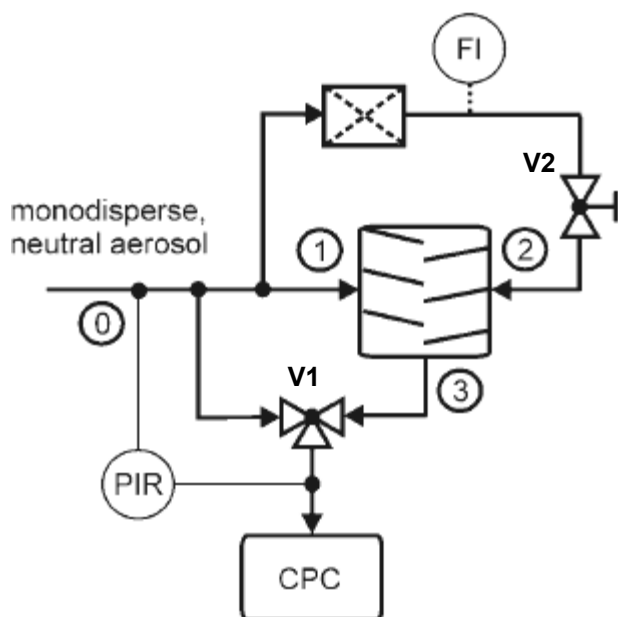 FI
V2
monodisperse,
neutral aerosol
1
2
0
V1
3
PIR
CPC